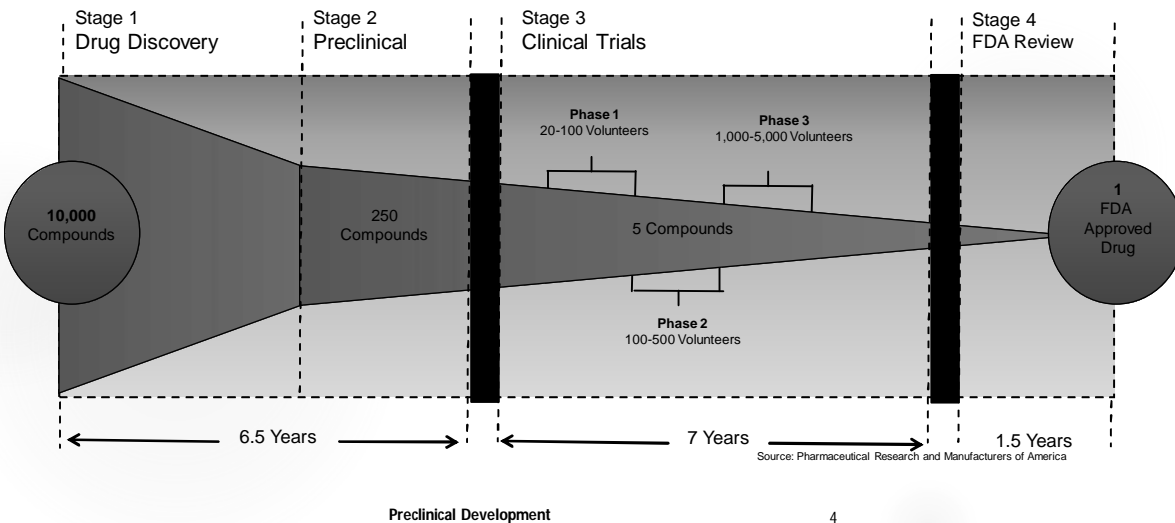 Stage 1
Drug Discovery
Stage 2
Preclinical
Stage 3
Clinical Trials
Stage 4
FDA Review
Phase 1
20-100 Volunteers
Phase 3
1,000-5,000 Volunteers
10,000
Compounds
250
Compounds
5 Compounds
1
FDA
Approved
Drug
Phase 2
100-500 Volunteers
6.5 Years
7 Years
1.5 Years
Source: Pharmaceutical Research and Manufacturers of America
Preclinical Development
4